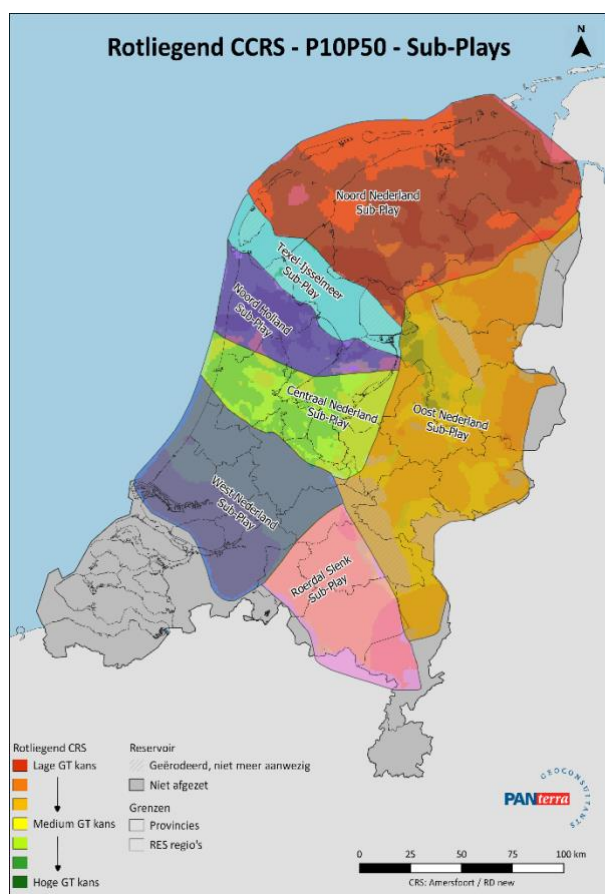 Rotliegend CCRS - P10P50 - Sub-Plays
N
Noord Nederland
Sub-Play
Texel IJsselmeer
Sub-Play
Noord Holland
Sub-Play
Centraal Nederland
Sub-Play
Oost Nederland
Sub-Play
West Nederland
Sub-Play
Roerdal Slenk
Sub-Play
Rotliegend CRS
Lage GT kans
Medium GT kans
Hoge GT kans
Reservoir
Geërodeerd, niet meer aanwezig
Niet afgezet
Grenzen
Provincies
RES regio's
PANterra
GEOCONSULTANTS
0 25 50 75 100 km
CRS: Amersfoort / RD new